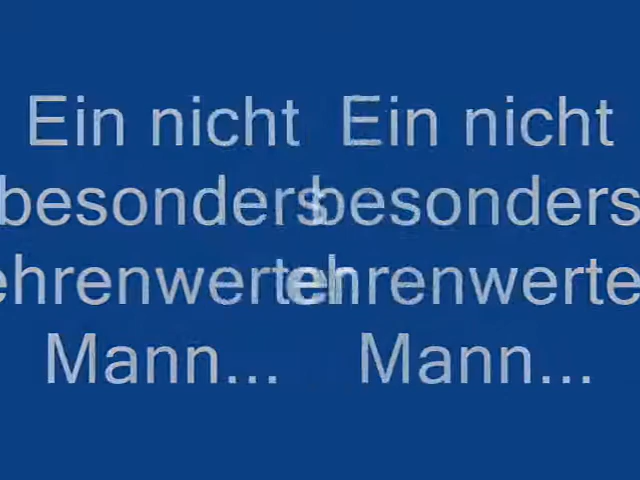 Ein nicht Ein nicht
besonders besonders
ehrenwerter ehrenwerte
Mann... Mann...